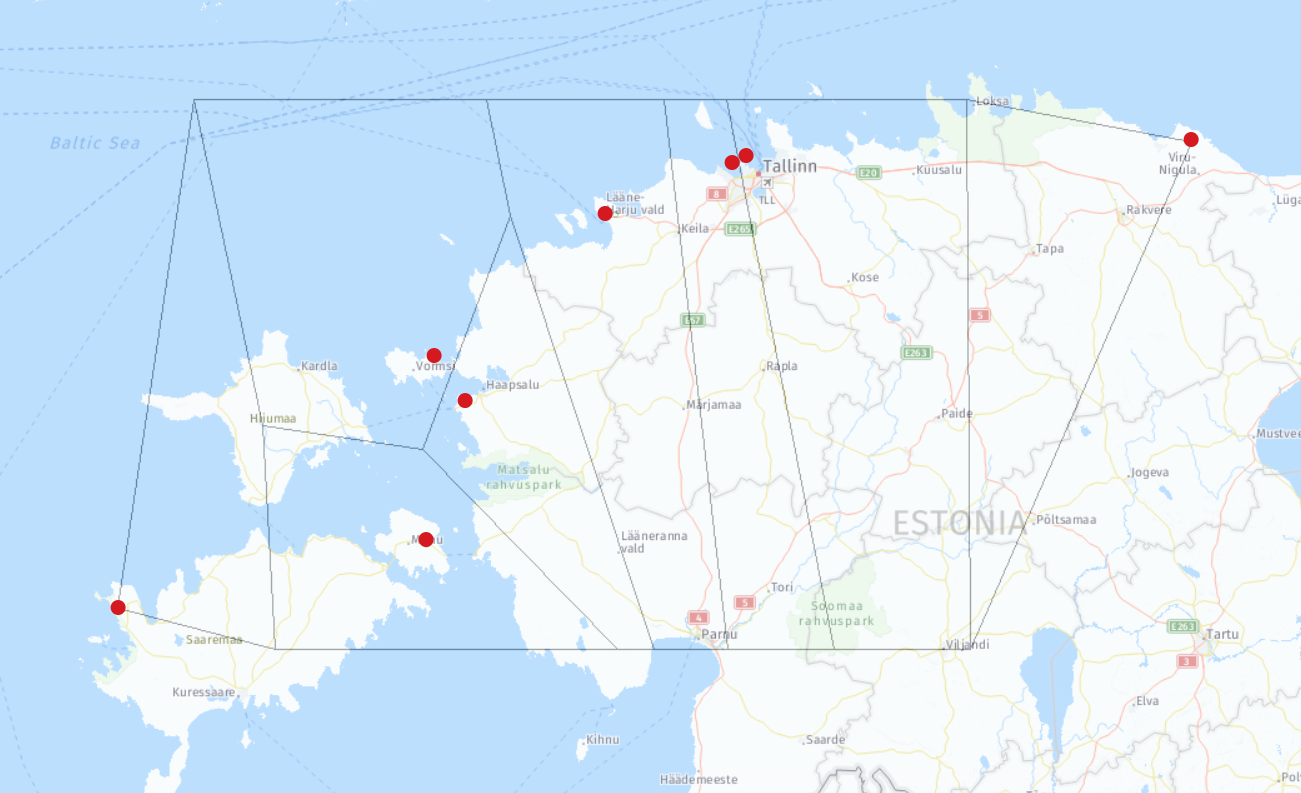 Loksa
Baltic Sea
Tallinn
Viru-
Nigula
E20
Kuusalu
8
TLL
Lääne-
Harju vald
Rakvere
Lüga
Keila
E265
Tapa
Kose
E67
5
E263
Kardla
Vormsi
Rapla
Haapsalu
Marjamaa
Hiiumaa
Paide
Mustvee
Matsalu
rahvuspark
Jogeva
ESTONIA
Põltsamaa
Lääneranna
vald
Tori
5
Soomaa
rahvuspark
4
E263
Parnu
Tartu
Saaremaa
Viljandi
3
Kuressaare
Elva
Kihnu
Saarde
Häädemeeste
Pol